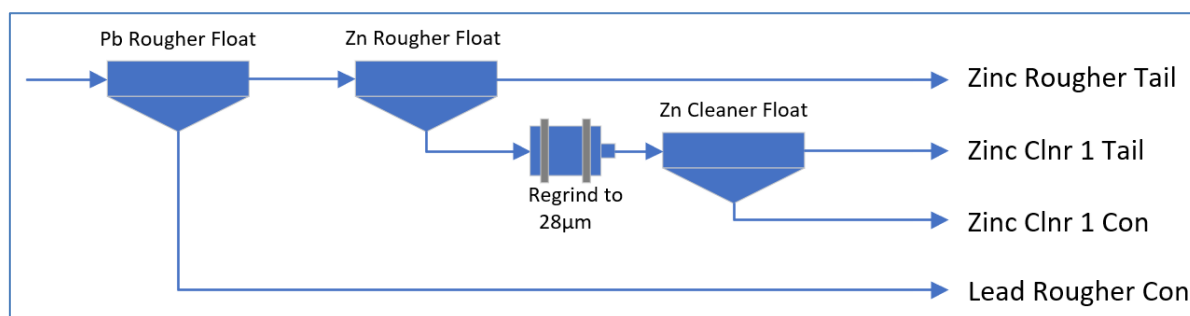 Pb Rougher Float
Zn Rougher Float
Zinc Rougher Tail
Zn Cleaner Float
Zinc Clnr 1 Tail
Regrind to
28µm
Zinc Clnr 1 Con
Lead Rougher Con